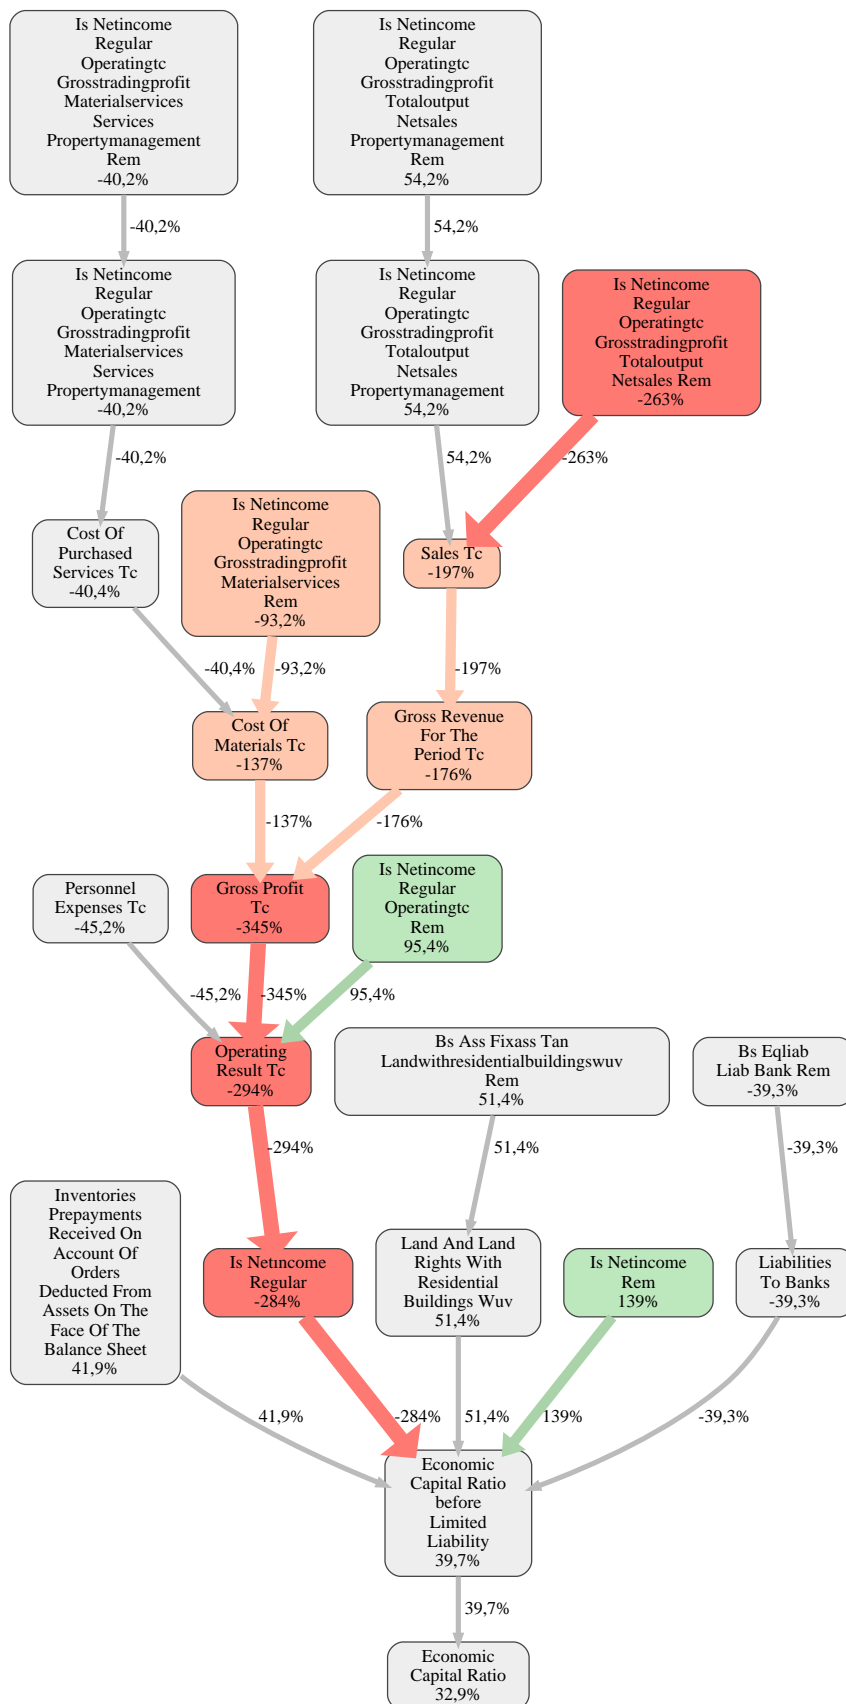 Is Netincome
Regular
Operatingtc
Grosstradingprofit
Materialservices
Services
Propertymanagement
Rem
-40,2%
Is Netincome
Regular
Operatingtc
Grosstradingprofit
Totaloutput
Netsales
Propertymanagement
Rem
54,2%
-40,2%
54,2%
Is Netincome
Regular
Operatingtc
Grosstradingprofit
Materialservices
Services
Propertymanagement
-40,2%
Is Netincome
Regular
Operatingtc
Grosstradingprofit
Totaloutput
Netsales
Propertymanagement
54,2%
Is Netincome
Regular
Operatingtc
Grosstradingprofit
Totaloutput
Netsales Rem
-263%
-40,2%
54,2%
-263%
Cost Of
Purchased
Services Tc
-40,4%
Is Netincome
Regular
Operatingtc
Grosstradingprofit
Materialservices
Rem
-93,2%
Sales Tc
-197%
-40,4%
-93,2%
-197%
Cost Of
Materials Tc
-137%
Gross Revenue
For The
Period Tc
-176%
-137%
-176%
Personnel
Expenses Tc
-45,2%
Gross Profit
Tc
-345%
Is Netincome
Regular
Operatingtc
Rem
95,4%
-45,2%
-345%
95,4%
Operating
Result Tc
-294%
Bs Ass Fixass Tan
Landwithresidentialbuildingswuv
Rem
51,4%
Bs Eqliab
Liab Bank Rem
-39,3%
-294%
51,4%
-39,3%
Inventories
Prepayments
Received On
Account Of
Orders
Deducted From
Assets On The
Face Of The
Balance Sheet
41,9%
Is Netincome
Regular
-284%
Land And Land
Rights With
Residential
Buildings Wuv
51,4%
Is Netincome
Rem
139%
Liabilities
To Banks
-39,3%
41,9%
-284%
51,4%
139%
-39,3%
Economic
Capital Ratio
before
Limited
Liability
39,7%
39,7%
Economic
Capital Ratio
32,9%